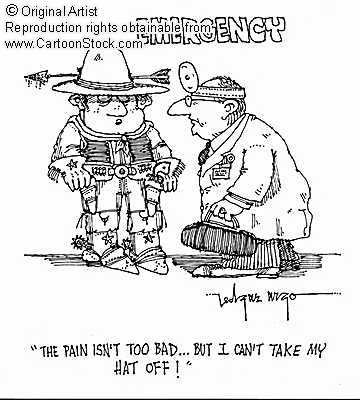 © Original Artist
Reproduction rights obtainable from
www.CartoonStock.com
EMERGENCY
"THE PAIN ISN'T TOO BAD... BUT I CAN'T TAKE MY
HAT OFF!"